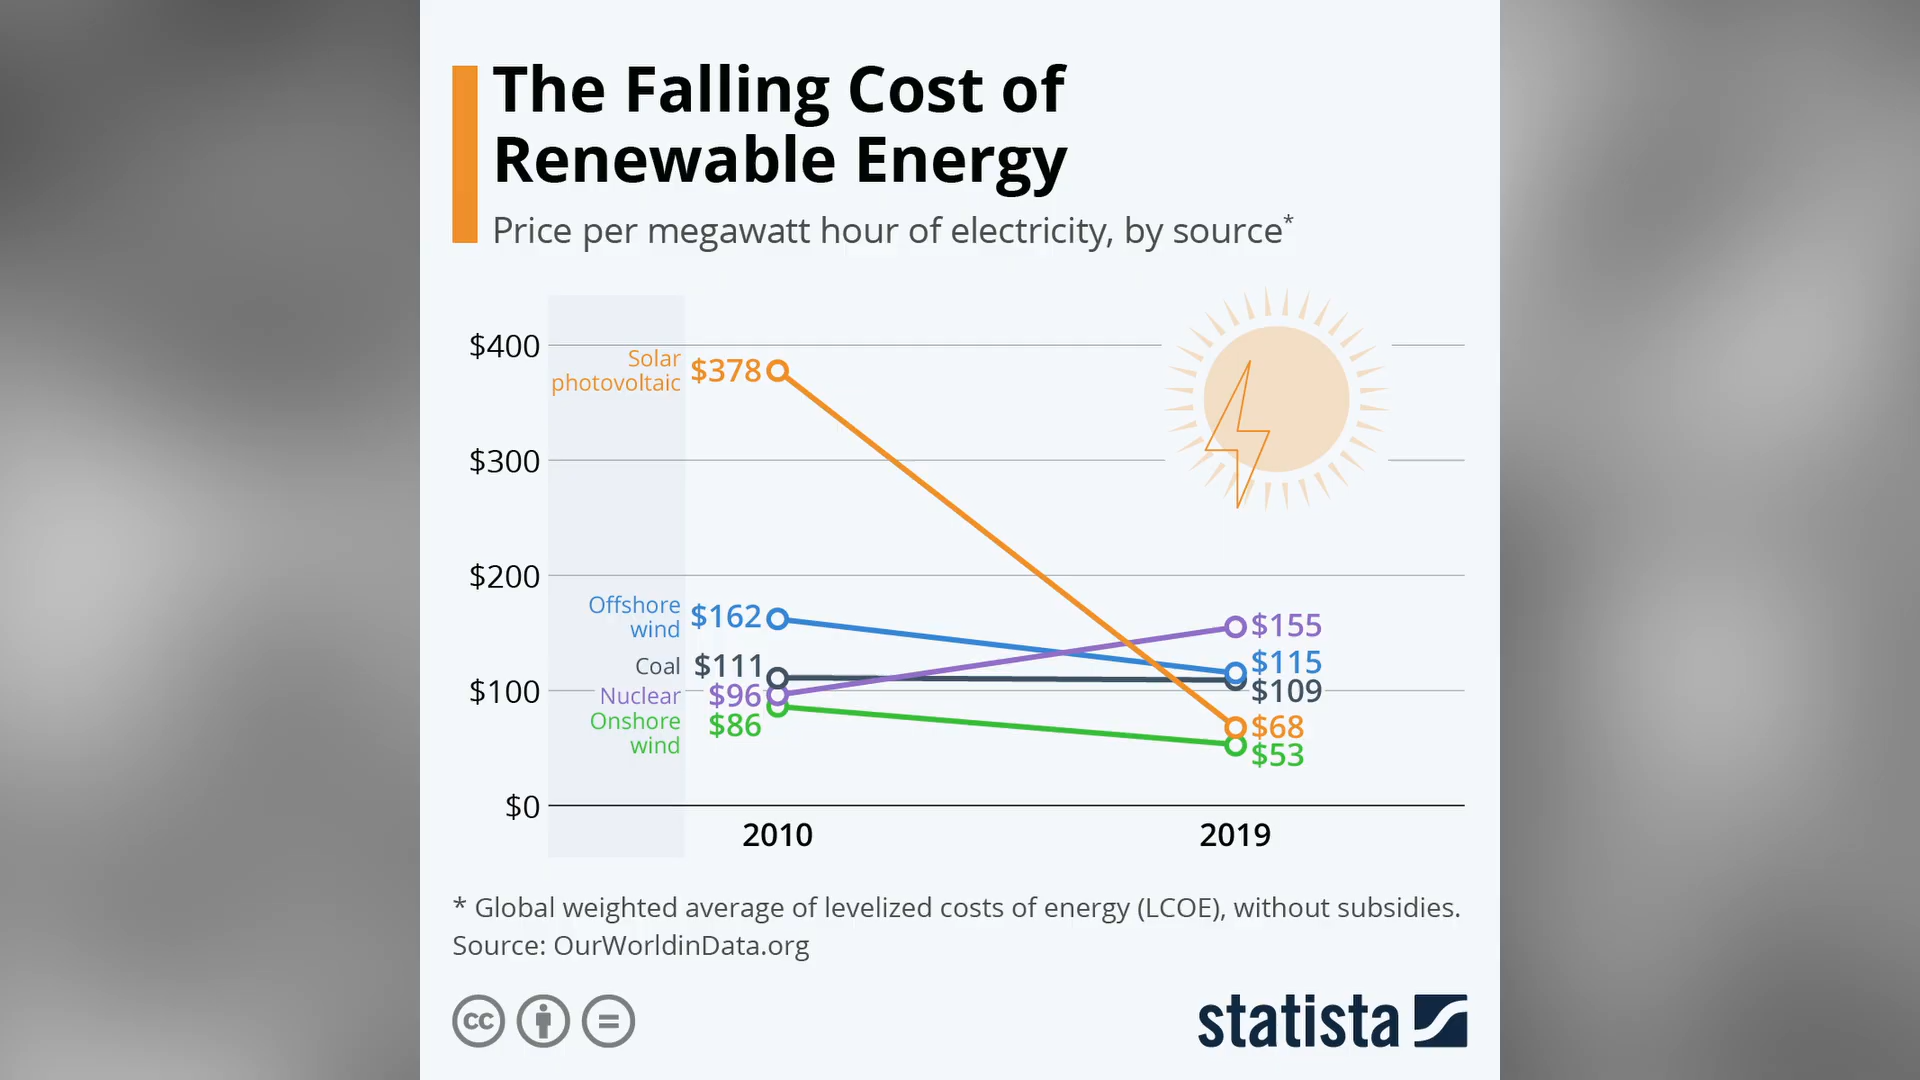 The Falling Cost of
Renewable Energy
Price per megawatt hour of electricity, by source*
$400
Solar
photovoltaic
$378
$300
$200
Offshore
wind
$162
$155
$115
Coal
$111
$109
$100
Nuclear
$96
Onshore
wind
$86
$68
$53
$0
2010
2019
* Global weighted average of levelized costs of energy (LCOE), without subsidies.
Source: OurWorldinData.org
cc
statista